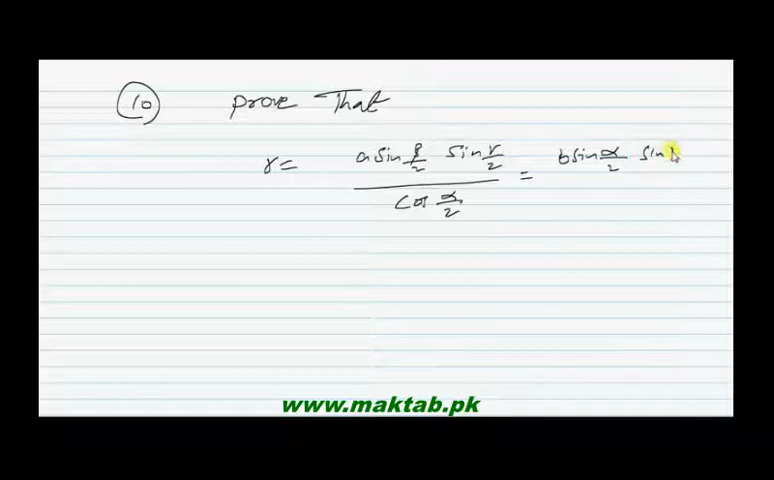 10 prove That
r = a sin β/2 sin γ/2 / cos α/2 = b sin α/2 sin
www.maktab.pk